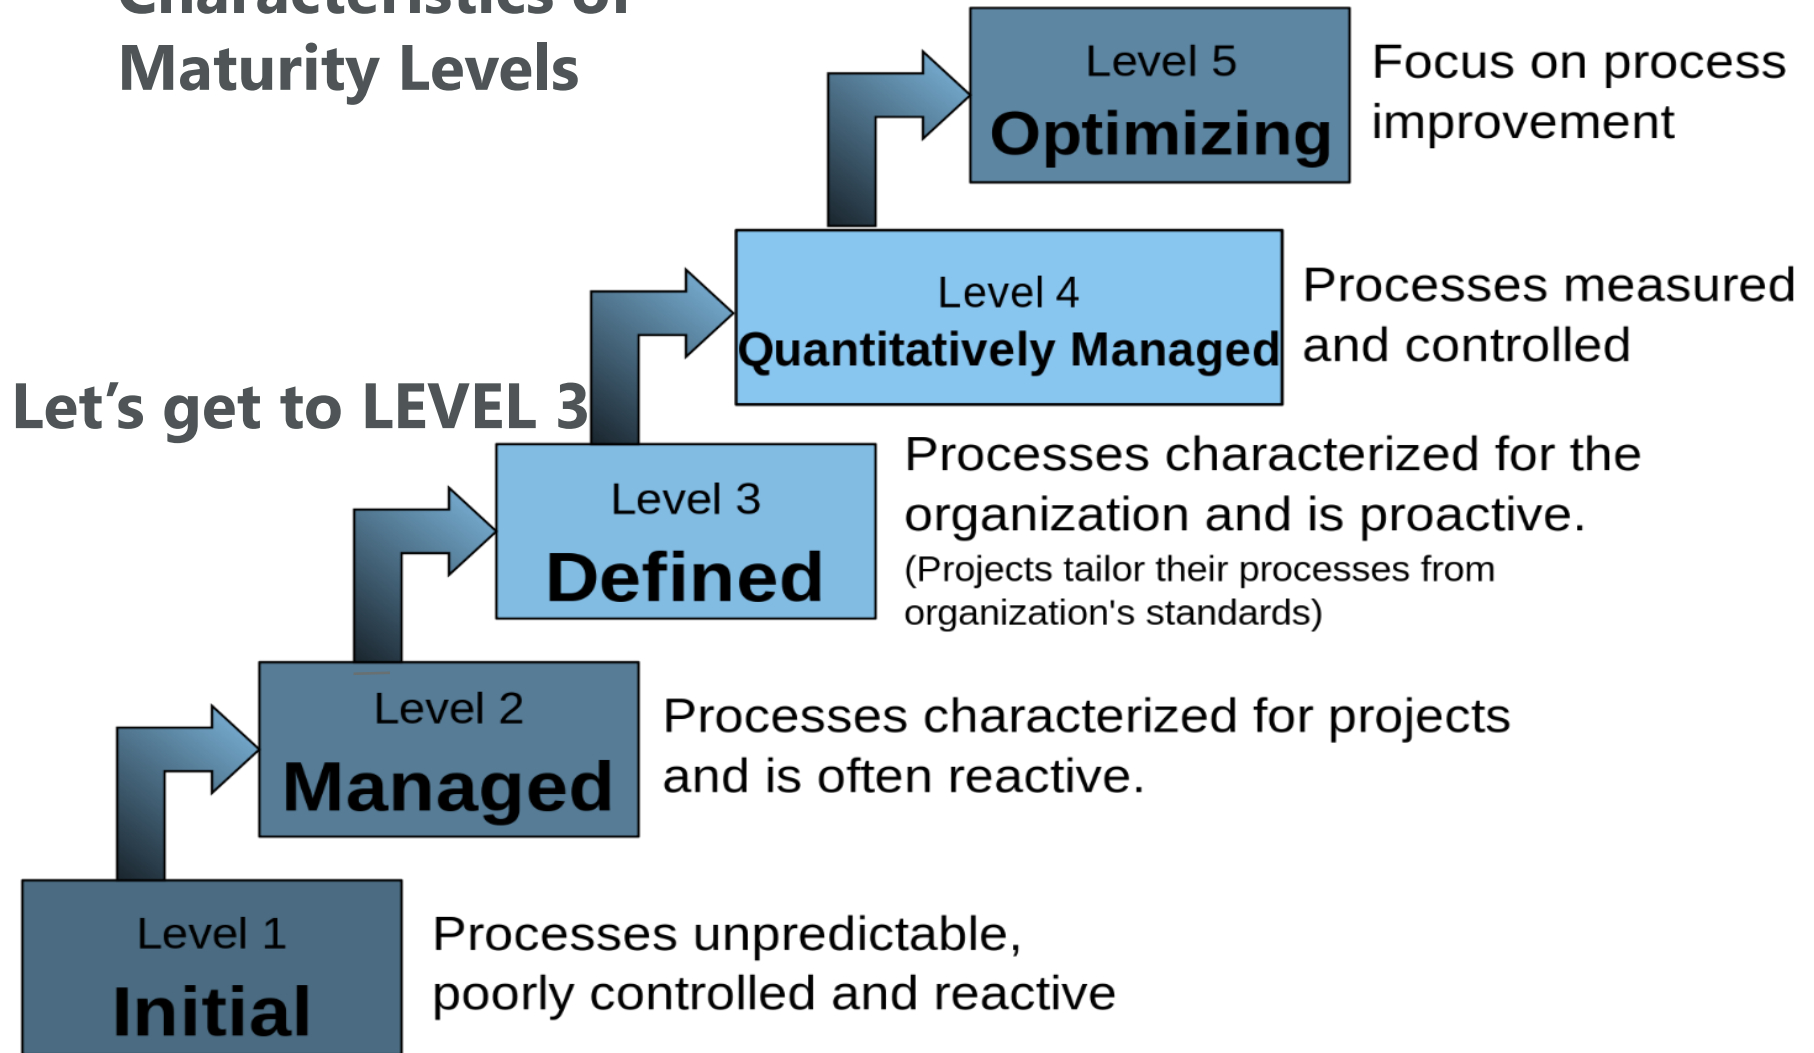 Characteristics of
Maturity Levels
Level 5
Optimizing
Focus on process
improvement
Level 4
Quantitatively Managed
Processes measured
and controlled
Let’s get to LEVEL 3
Level 3
Defined
Processes characterized for the
organization and is proactive.
(Projects tailor their processes from
organization's standards)
Level 2
Managed
Processes characterized for projects
and is often reactive.
Level 1
Initial
Processes unpredictable,
poorly controlled and reactive